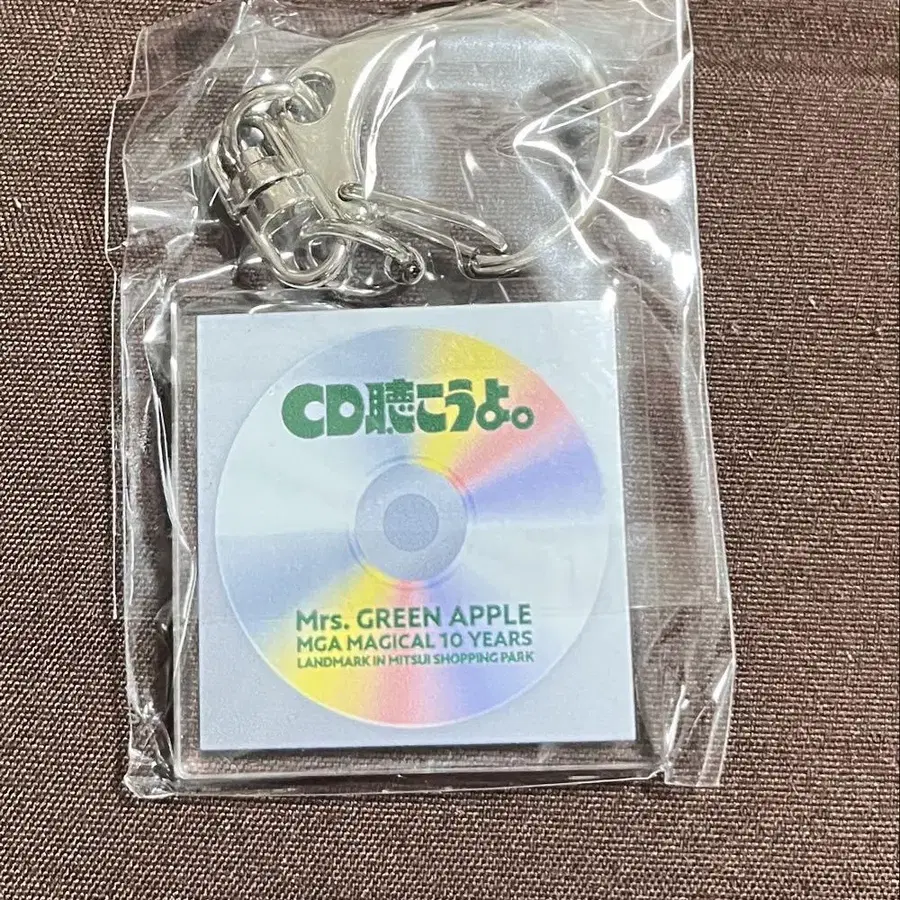 CD聴こうよ。
Mrs. GREEN APPLE
MGA MAGICAL 10 YEARS
LANDMARK IN MITSUI SHOPPING PARK